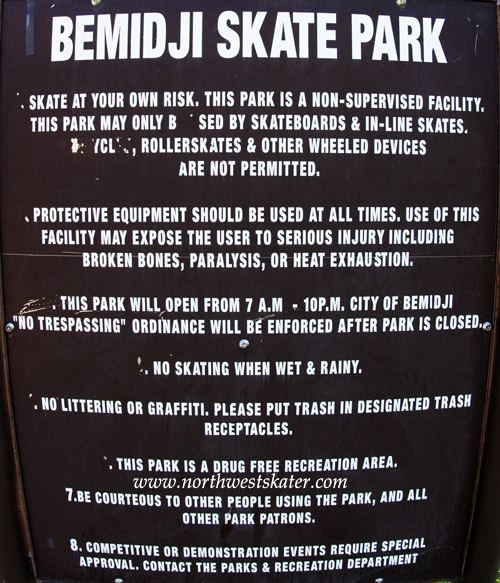 BEMIDJI SKATE PARK
. SKATE AT YOUR OWN RISK. THIS PARK IS A NON-SUPERVISED FACILITY.
THIS PARK MAY ONLY B SED BY SKATEBOARDS & IN-LINE SKATES.
YCL , ROLLERSKATES & OTHER WHEELED DEVICES
ARE NOT PERMITTED.
. PROTECTIVE EQUIPMENT SHOULD BE USED AT ALL TIMES. USE OF THIS
FACILITY MAY EXPOSE THE USER TO SERIOUS INJURY INCLUDING
BROKEN BONES, PARALYSIS, OR HEAT EXHAUSTION.
. THIS PARK WILL OPEN FROM 7 A.M - 10P.M. CITY OF BEMIDJI
"NO TRESPASSING" ORDINANCE WILL BE ENFORCED AFTER PARK IS CLOSED.
. NO SKATING WHEN WET & RAINY.
. NO LITTERING OR GRAFFITI. PLEASE PUT TRASH IN DESIGNATED TRASH
RECEPTACLES.
. THIS PARK IS A DRUG FREE RECREATION AREA.
www.northwestskater.com
7.BE COURTEOUS TO OTHER PEOPLE USING THE PARK, AND ALL
OTHER PARK PATRONS.
8. COMPETITIVE OR DEMONSTRATION EVENTS REQUIRE SPECIAL
APPROVAL. CONTACT THE PARKS & RECREATION DEPARTMENT